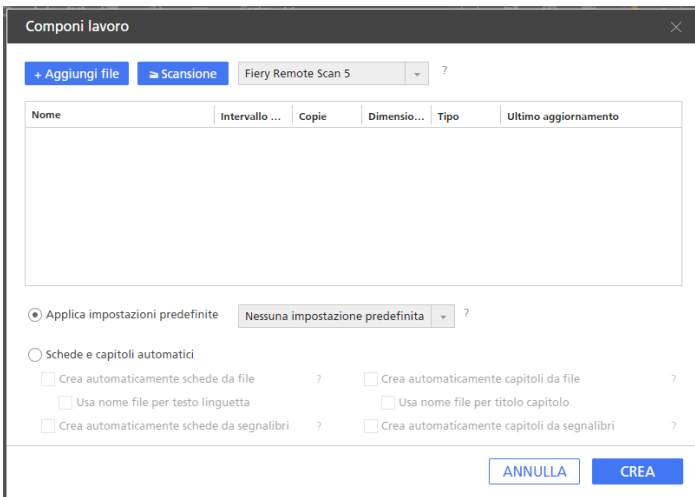 Componi lavoro
+ Aggiungi file Scansione Fiery Remote Scan 5 ?
Nome Intervallo ... Copie Dimensio... Tipo Ultimo aggiornamento
Applica impostazioni predefinite Nessuna impostazione predefinita ?
Schede e capitoli automatici
Crea automaticamente schede da file ? Crea automaticamente capitoli da file ?
Usa nome file per testo linguetta Usa nome file per titolo capitolo
Crea automaticamente schede da segnalibri ? Crea automaticamente capitoli da segnalibri ?
ANNULLA CREA